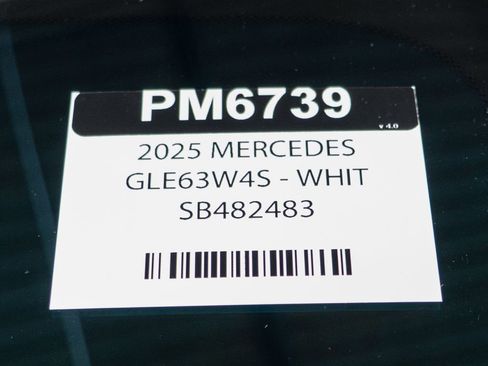 PM6739
v 4.0
2025 MERCEDES
GLE63W4S - WHIT
SB482483